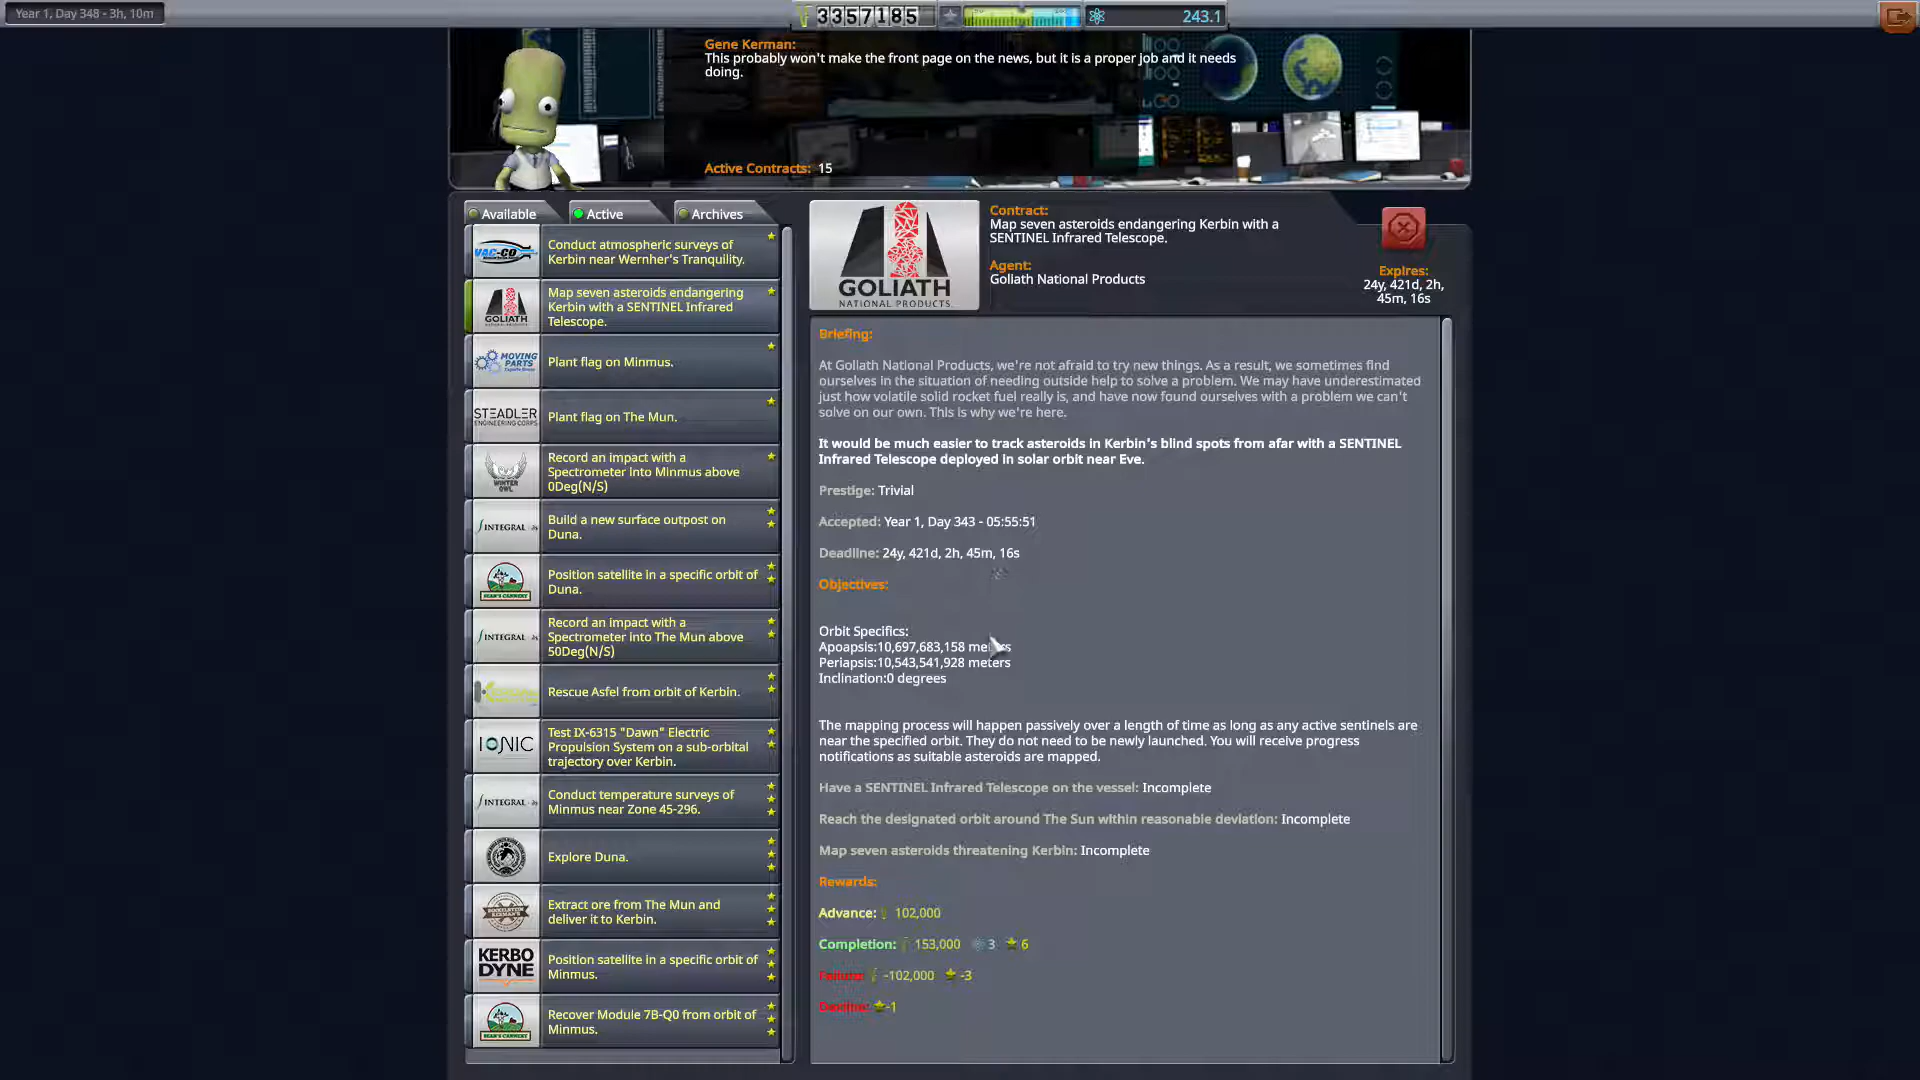 Year 1, Day 348 - 3h, 10m
3357185
243.1
Gene Kerman:
This probably won't make the front page on the news, but it is a proper job and it needs
doing.
Active Contracts: 15
Available
Active
Archives
VAC-CO
Conduct atmospheric surveys of
Kerbin near Wernher's Tranquility.
GOLIATH
Map seven asteroids endangering
Kerbin with a SENTINEL Infrared
Telescope.
MOVING
PARTS
Plant flag on Minmus.
STEADLER
ENGINEERING CORPS
Plant flag on The Mun.
WINTER
OWL
Record an impact with a
Spectrometer into Minmus above
0Deg(N/S)
INTEGRAL
Build a new surface outpost on
Duna.
Position satellite in a specific orbit of
Duna.
INTEGRAL
Record an impact with a
Spectrometer into The Mun above
50Deg(N/S)
Rescue Asfel from orbit of Kerbin.
IONIC
Test IX-6315 "Dawn" Electric
Propulsion System on a sub-orbital
trajectory over Kerbin.
INTEGRAL
Conduct temperature surveys of
Minmus near Zone 45-296.
Explore Duna.
Extract ore from The Mun and
deliver it to Kerbin.
KERBO
DYNE
Position satellite in a specific orbit of
Minmus.
Recover Module 7B-Q0 from orbit of
Minmus.
GOLIATH
NATIONAL PRODUCTS
Contract:
Map seven asteroids endangering Kerbin with a
SENTINEL Infrared Telescope.
Agent:
Goliath National Products
Expires:
24y, 421d, 2h,
45m, 16s
Briefing:
At Goliath National Products, we're not afraid to try new things. As a result, we sometimes find
ourselves in the situation of needing outside help to solve a problem. We may have underestimated
just how volatile solid rocket fuel really is, and have now found ourselves with a problem we can't
solve on our own. This is why we're here.
It would be much easier to track asteroids in Kerbin's blind spots from afar with a SENTINEL
Infrared Telescope deployed in solar orbit near Eve.
Prestige: Trivial
Accepted: Year 1, Day 343 - 05:55:51
Deadline: 24y, 421d, 2h, 45m, 16s
Objectives:
Orbit Specifics:
Apoapsis:10,697,683,158 meters
Periapsis:10,543,541,928 meters
Inclination:0 degrees
The mapping process will happen passively over a length of time as long as any active sentinels are
near the specified orbit. They do not need to be newly launched. You will receive progress
notifications as suitable asteroids are mapped.
Have a SENTINEL Infrared Telescope on the vessel: Incomplete
Reach the designated orbit around The Sun within reasonable deviation: Incomplete
Map seven asteroids threatening Kerbin: Incomplete
Rewards:
Advance: 102,000
Completion: 153,000 3 6
Failure: -102,000 -3
Deadline: -1